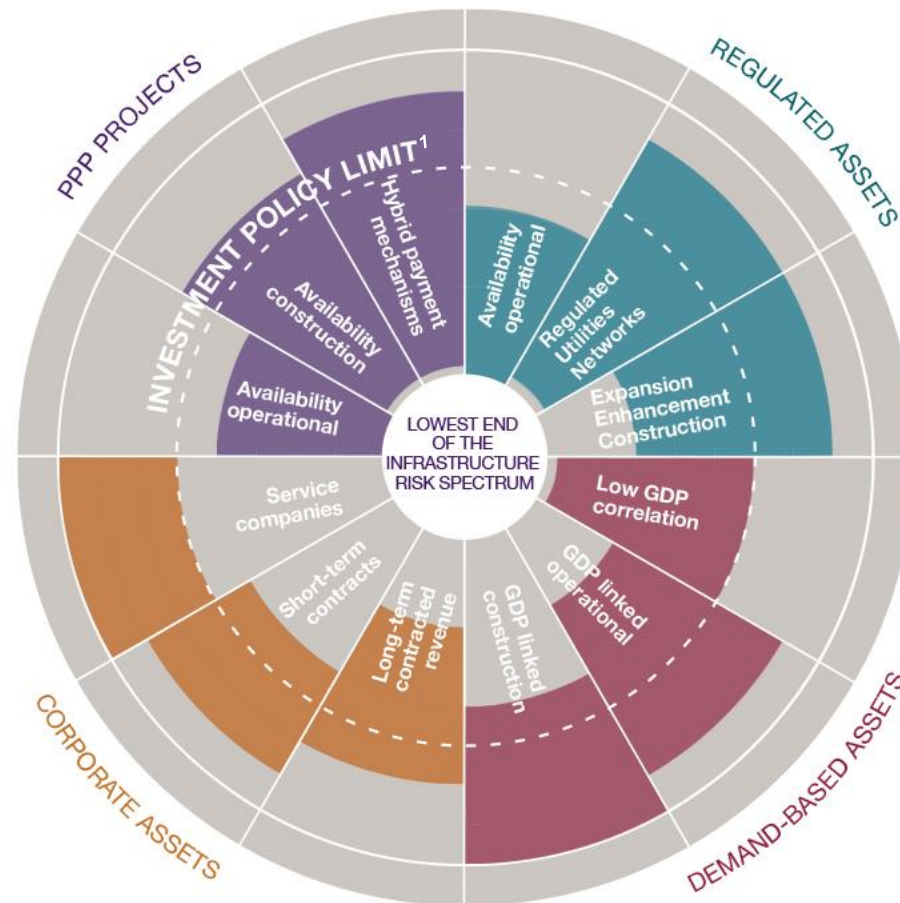 PPP PROJECTS
REGULATED ASSETS
INVESTMENT POLICY LIMIT1
Hybrid payment
mechanisms
Availability
construction
Availability
operational
Availability
operational
Regulated
Utilities
Networks
Expansion
Enhancement
Construction
LOWEST END
OF THE
INFRASTRUCTURE
RISK SPECTRUM
Service
companies
Short-term
contracts
Long-term
contracted
revenue
GDP linked
construction
GDP linked
operational
Low GDP
correlation
CORPORATE ASSETS
DEMAND-BASED ASSETS